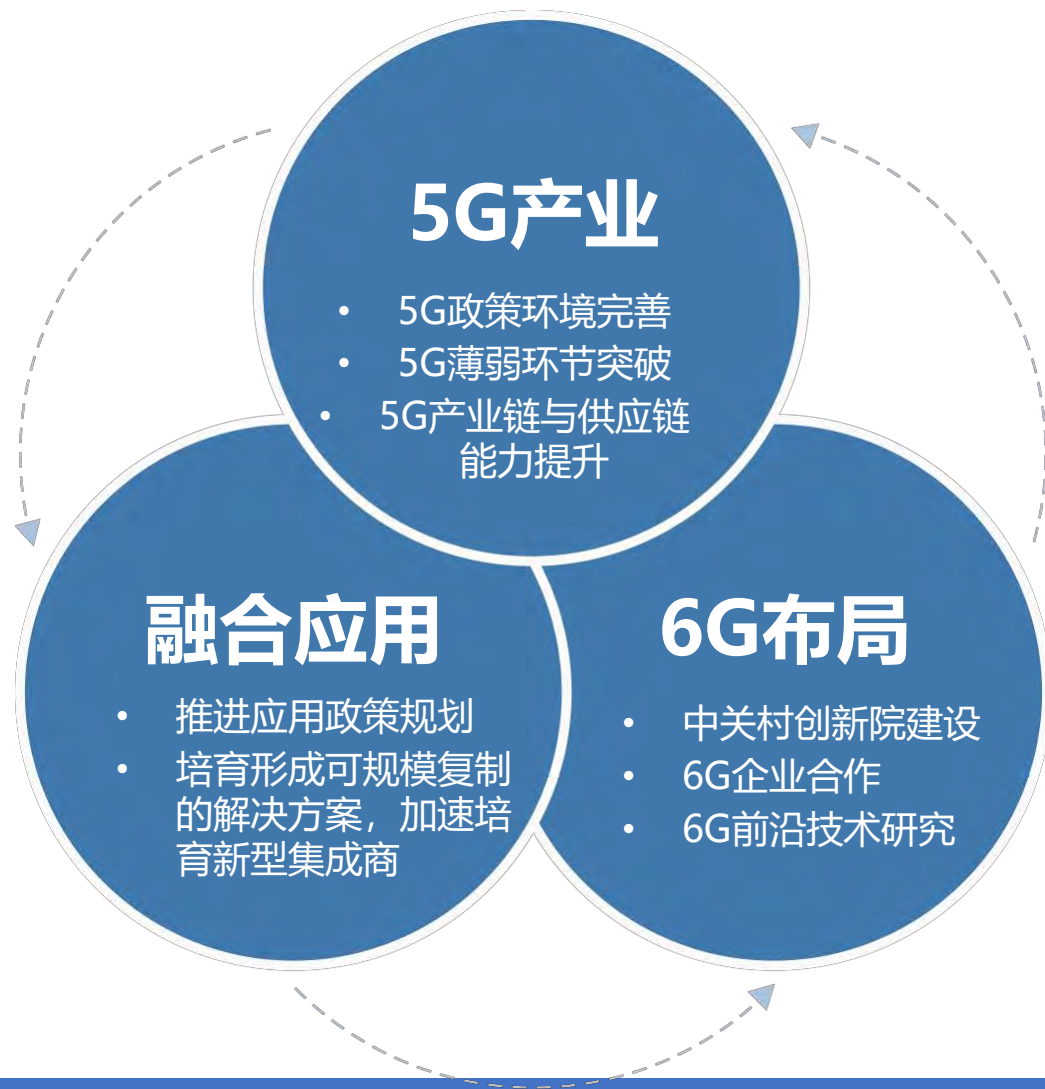 5G产业
• 5G政策环境完善
• 5G薄弱环节突破
• 5G产业链与供应链
能力提升
融合应用
• 推进应用政策规划
• 培育形成可规模复制
的解决方案，加速培
育新型集成商
6G布局
• 中关村创新院建设
• 6G企业合作
• 6G前沿技术研究